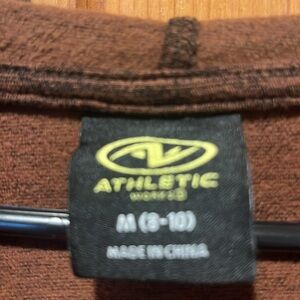 ATHLETIC
WORKS
M (8-10)
MADE IN CHINA